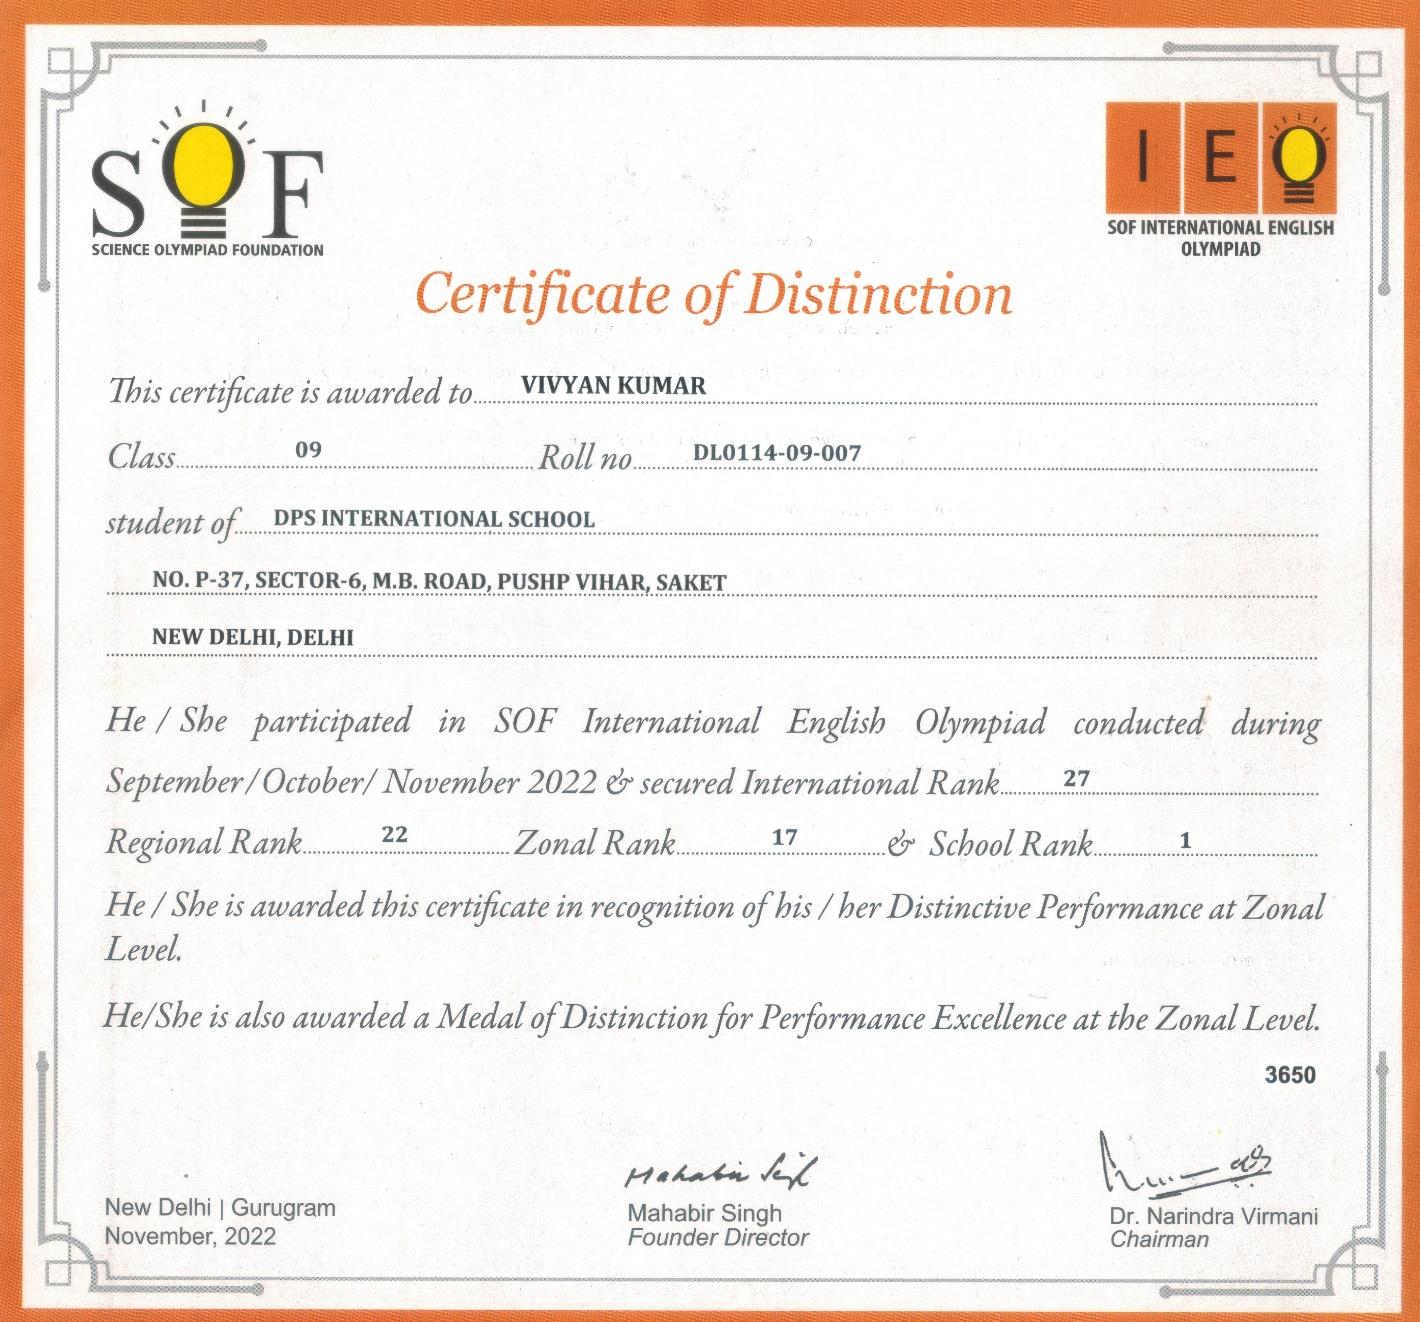 SOF
SCIENCE OLYMPIAD FOUNDATION
IEO
SOF INTERNATIONAL ENGLISH
OLYMPIAD
Certificate of Distinction
This certificate is awarded to VIVYAN KUMAR
Class 09 Roll no DL0114-09-007
student of DPS INTERNATIONAL SCHOOL
NO. P-37, SECTOR-6, M.B. ROAD, PUSHP VIHAR, SAKET
NEW DELHI, DELHI
He / She participated in SOF International English Olympiad conducted during
September/October/ November 2022 & secured International Rank 27
Regional Rank 22 Zonal Rank 17 & School Rank 1
He / She is awarded this certificate in recognition of his / her Distinctive Performance at Zonal
Level.
He/She is also awarded a Medal of Distinction for Performance Excellence at the Zonal Level.
3650
Mahabir Singh
New Delhi | Gurugram
November, 2022
Mahabir Singh
Founder Director
Dr. Narindra Virmani
Chairman